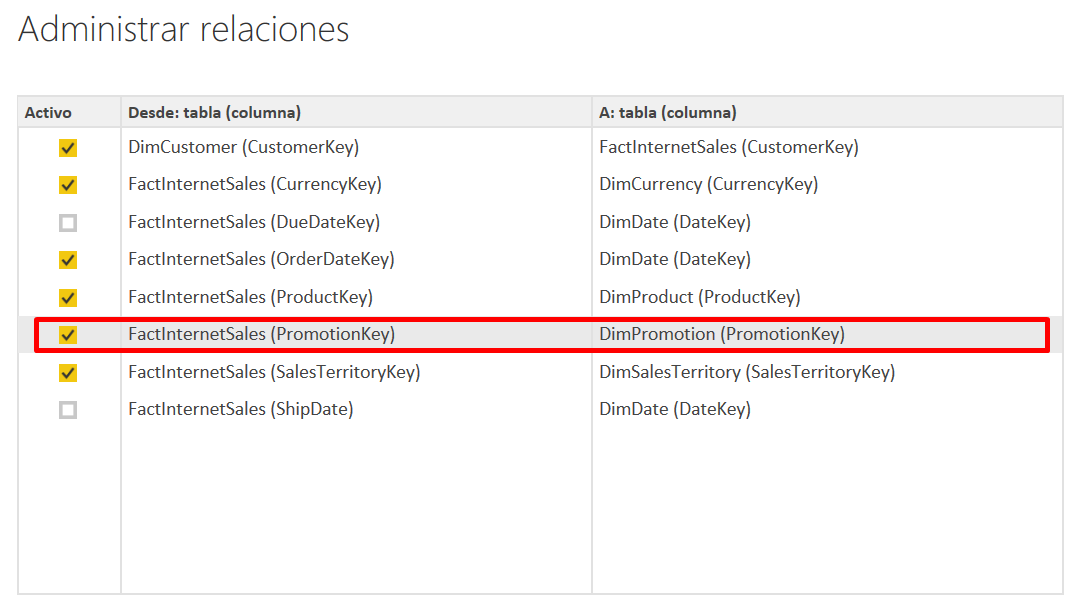 Administrar relaciones
Activo Desde: tabla (columna) A: tabla (columna)
DimCustomer (CustomerKey) FactInternetSales (CustomerKey)
FactInternetSales (CurrencyKey) DimCurrency (CurrencyKey)
FactInternetSales (DueDateKey) DimDate (DateKey)
FactInternetSales (OrderDateKey) DimDate (DateKey)
FactInternetSales (ProductKey) DimProduct (ProductKey)
FactInternetSales (PromotionKey) DimPromotion (PromotionKey)
FactInternetSales (SalesTerritoryKey) DimSalesTerritory (SalesTerritoryKey)
FactInternetSales (ShipDate) DimDate (DateKey)